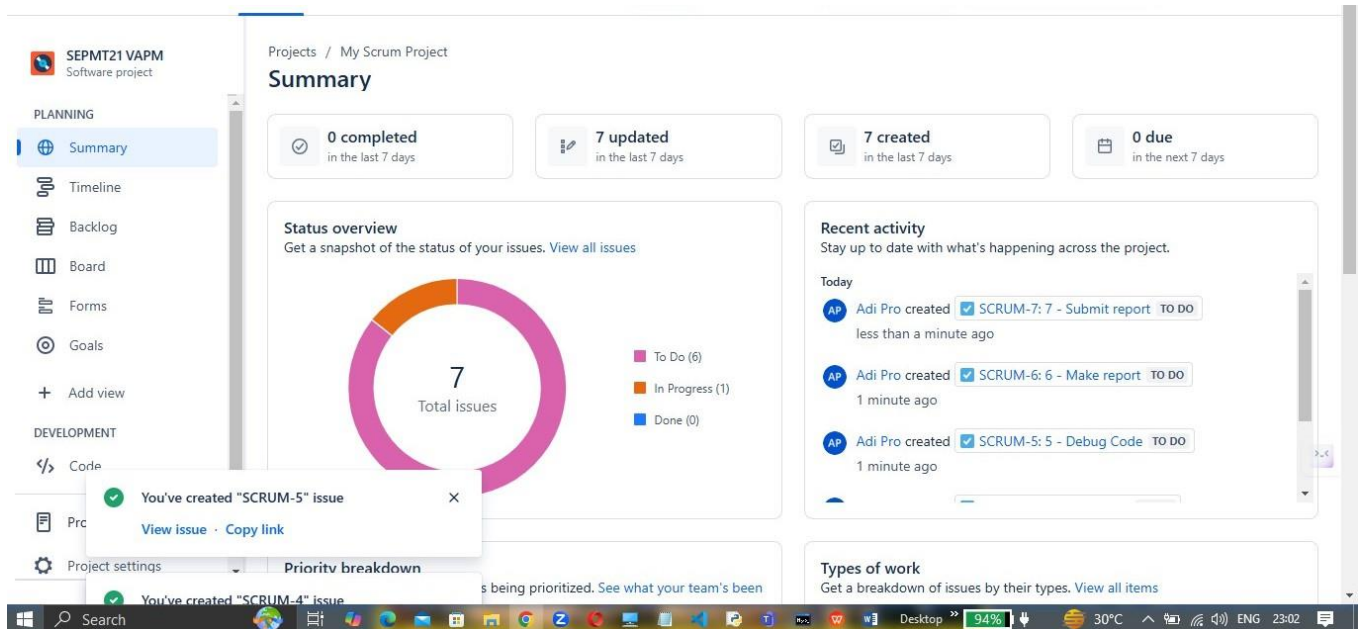 SEPMT21 VAPM
Software project
PLANNING
Summary
Timeline
Backlog
Board
Forms
Goals
Add view
DEVELOPMENT
Code
Project settings
Projects / My Scrum Project
Summary
0 completed
in the last 7 days
7 updated
in the last 7 days
7 created
in the last 7 days
0 due
in the next 7 days
Status overview
Get a snapshot of the status of your issues. View all issues
7
Total issues
To Do (6)
In Progress (1)
Done (0)
Recent activity
Stay up to date with what's happening across the project.
Today
AP Adi Pro created SCRUM-7: 7 - Submit report TO DO
less than a minute ago
AP Adi Pro created SCRUM-6: 6 - Make report TO DO
1 minute ago
AP Adi Pro created SCRUM-5: 5 - Debug Code TO DO
1 minute ago
You've created "SCRUM-5" issue
View issue · Copy link
You've created "SCRUM-4" issue
Priority breakdown
being prioritized. See what your team's been
Types of work
Get a breakdown of issues by their types. View all items
Search
Desktop
94%
30°C
ENG
23:02